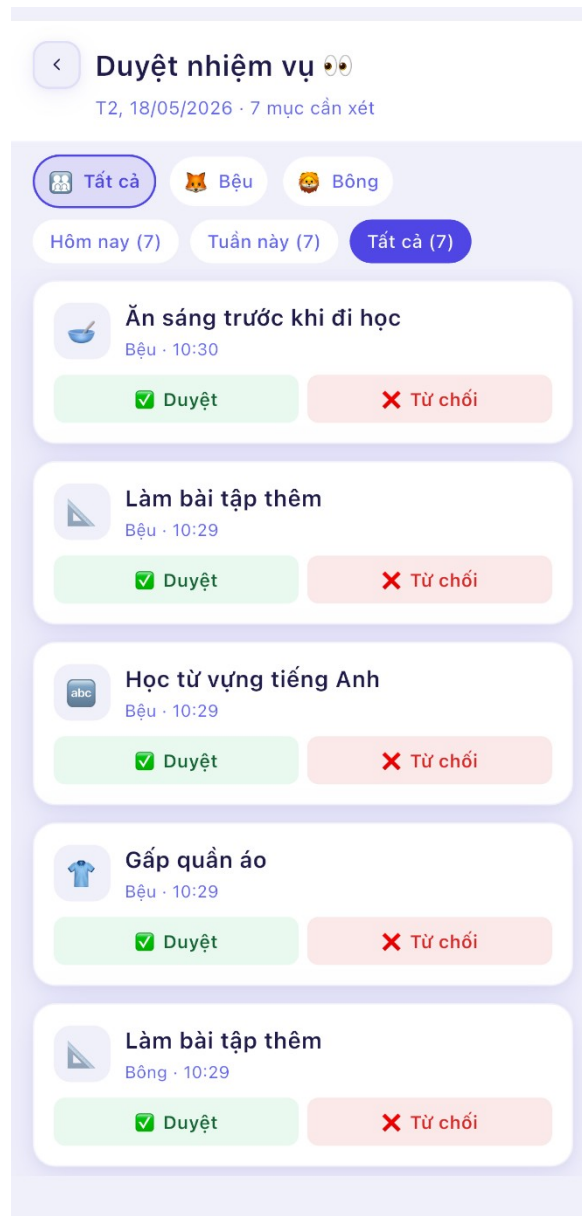 Duyệt nhiệm vụ 👀
T2, 18/05/2026 · 7 mục cần xét
Tất cả Bệu Bông
Hôm nay (7) Tuần này (7) Tất cả (7)
Ăn sáng trước khi đi học
Bệu · 10:30
✅ Duyệt ❌ Từ chối
Làm bài tập thêm
Bệu · 10:29
✅ Duyệt ❌ Từ chối
abc Học từ vựng tiếng Anh
Bệu · 10:29
✅ Duyệt ❌ Từ chối
Gấp quần áo
Bệu · 10:29
✅ Duyệt ❌ Từ chối
Làm bài tập thêm
Bông · 10:29
✅ Duyệt ❌ Từ chối